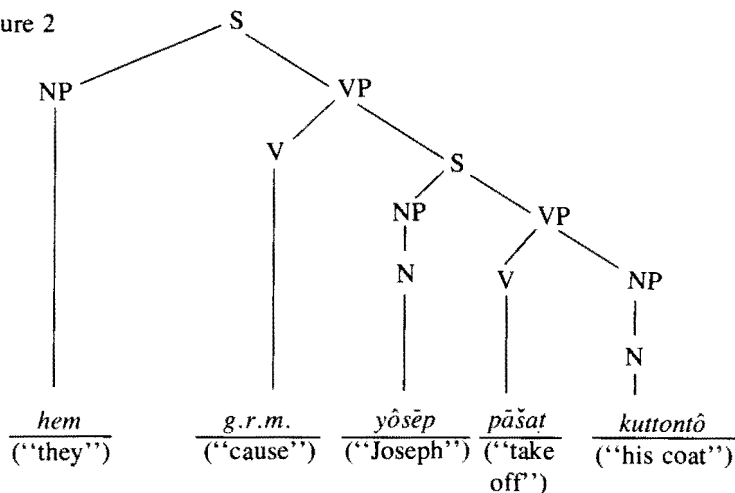 ure 2
S
NP VP
V S
NP VP
N V NP
N
hem g.r.m. yôsēp pāšaṭ kuttontô
("they") ("cause") ("Joseph") ("take ("his coat")
off")